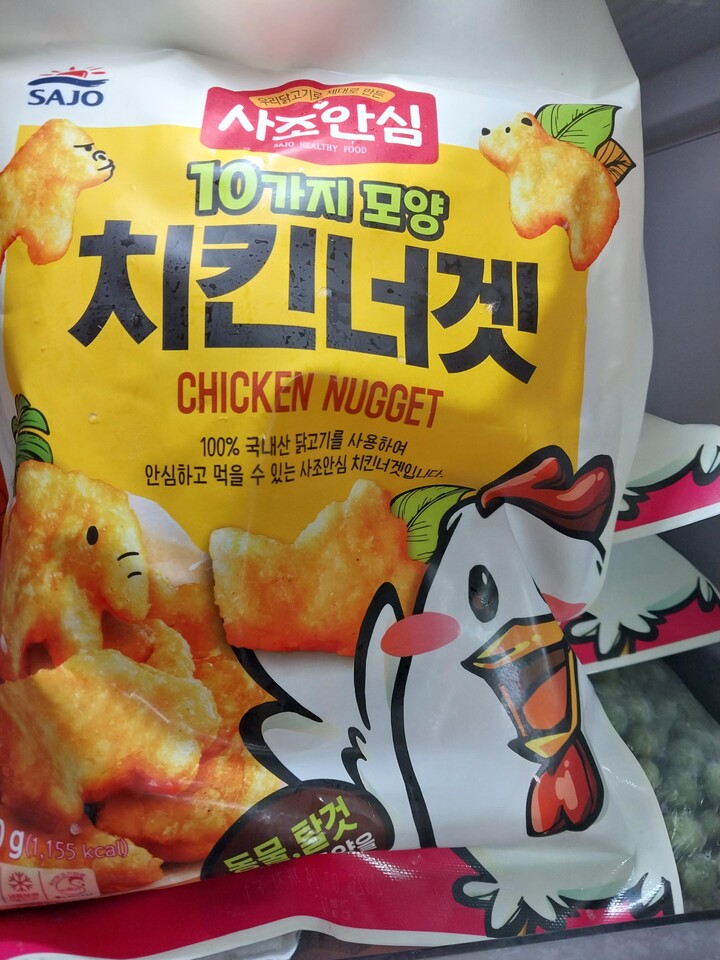 SAJO
우리닭고기로 제대로 만든
사조안심
SAJO HEALTHY FOOD
10가지 모양
치킨너겟
CHICKEN NUGGET
100% 국내산 닭고기를 사용하여
안심하고 먹을 수 있는 사조안심 치킨너겟입니다.
0g(1,155 kcal)
동물, 탈것